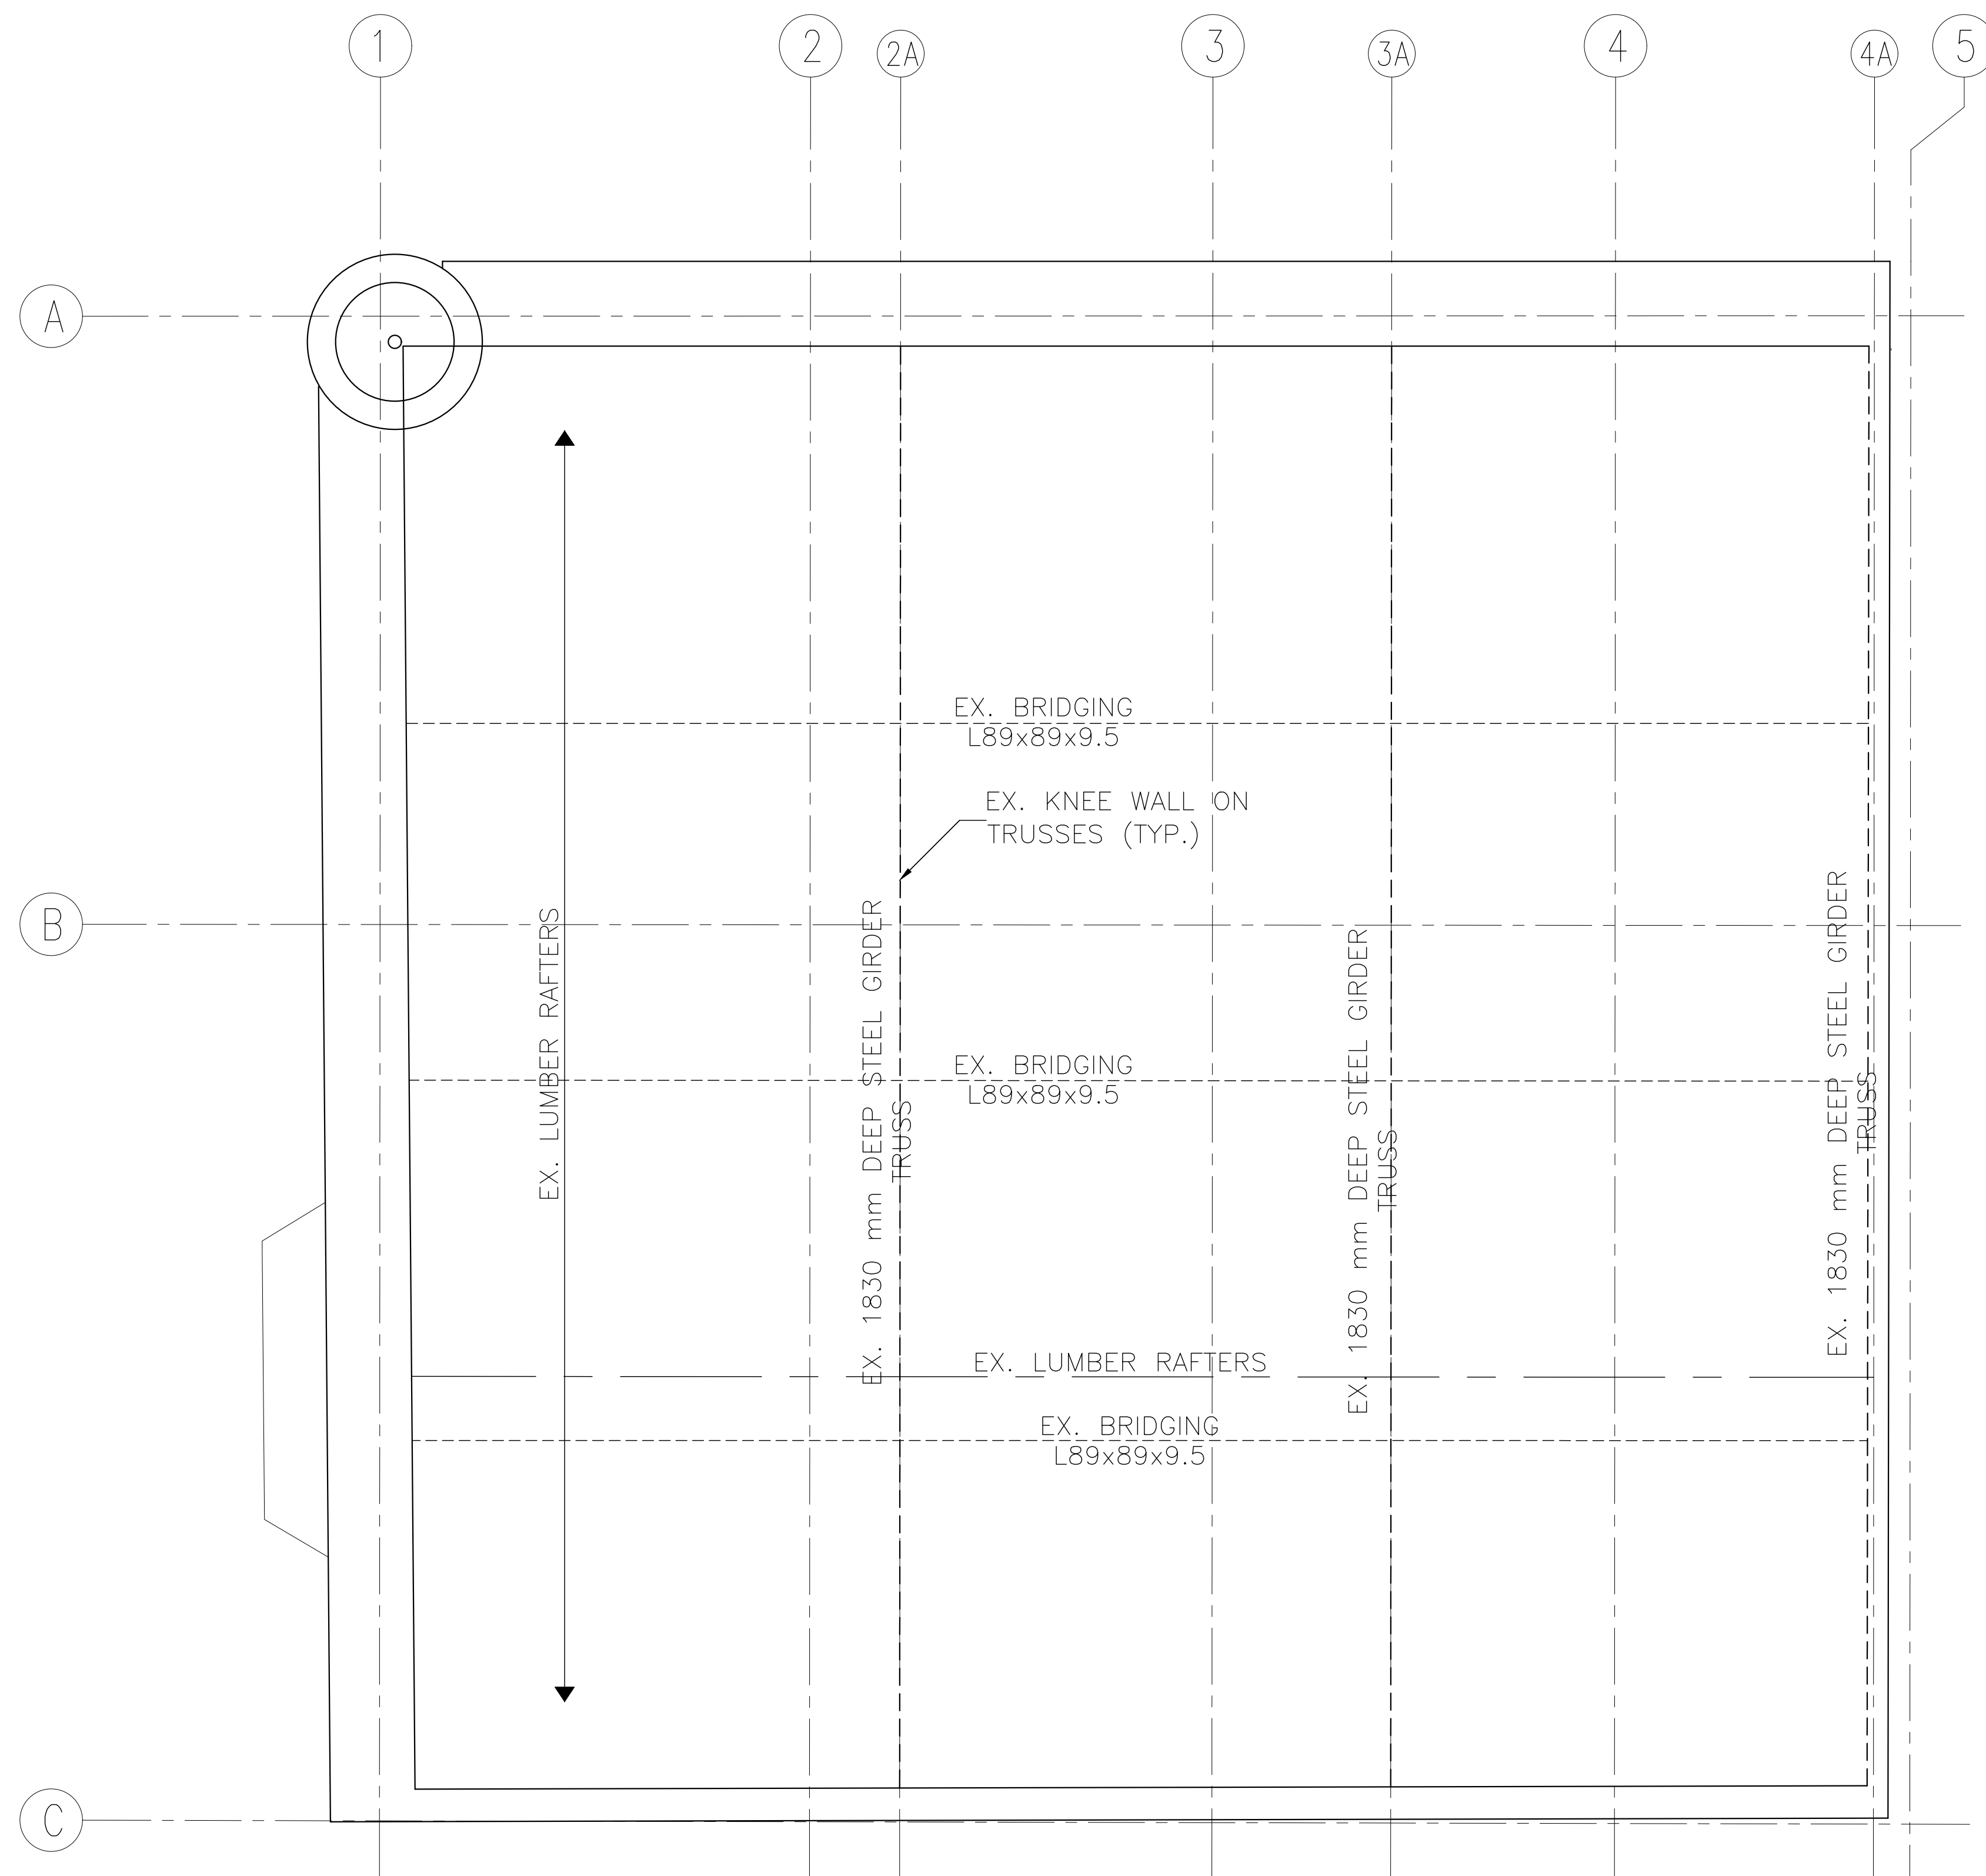 1
2
2A
3
3A
4
4A
5
A
EX. BRIDGING
L89x89x9.5
EX. KNEE WALL ON
TRUSSES (TYP.)
B
EX. LUMBER RAFTERS
EX. 1830 mm DEEP STEEL GIRDER
TRUSS
EX. 1830 mm DEEP STEEL GIRDER
TRUSS
EX. 1830 mm DEEP STEEL GIRDER
TRUSS
EX. BRIDGING
L89x89x9.5
EX. LUMBER RAFTERS
EX. BRIDGING
L89x89x9.5
C